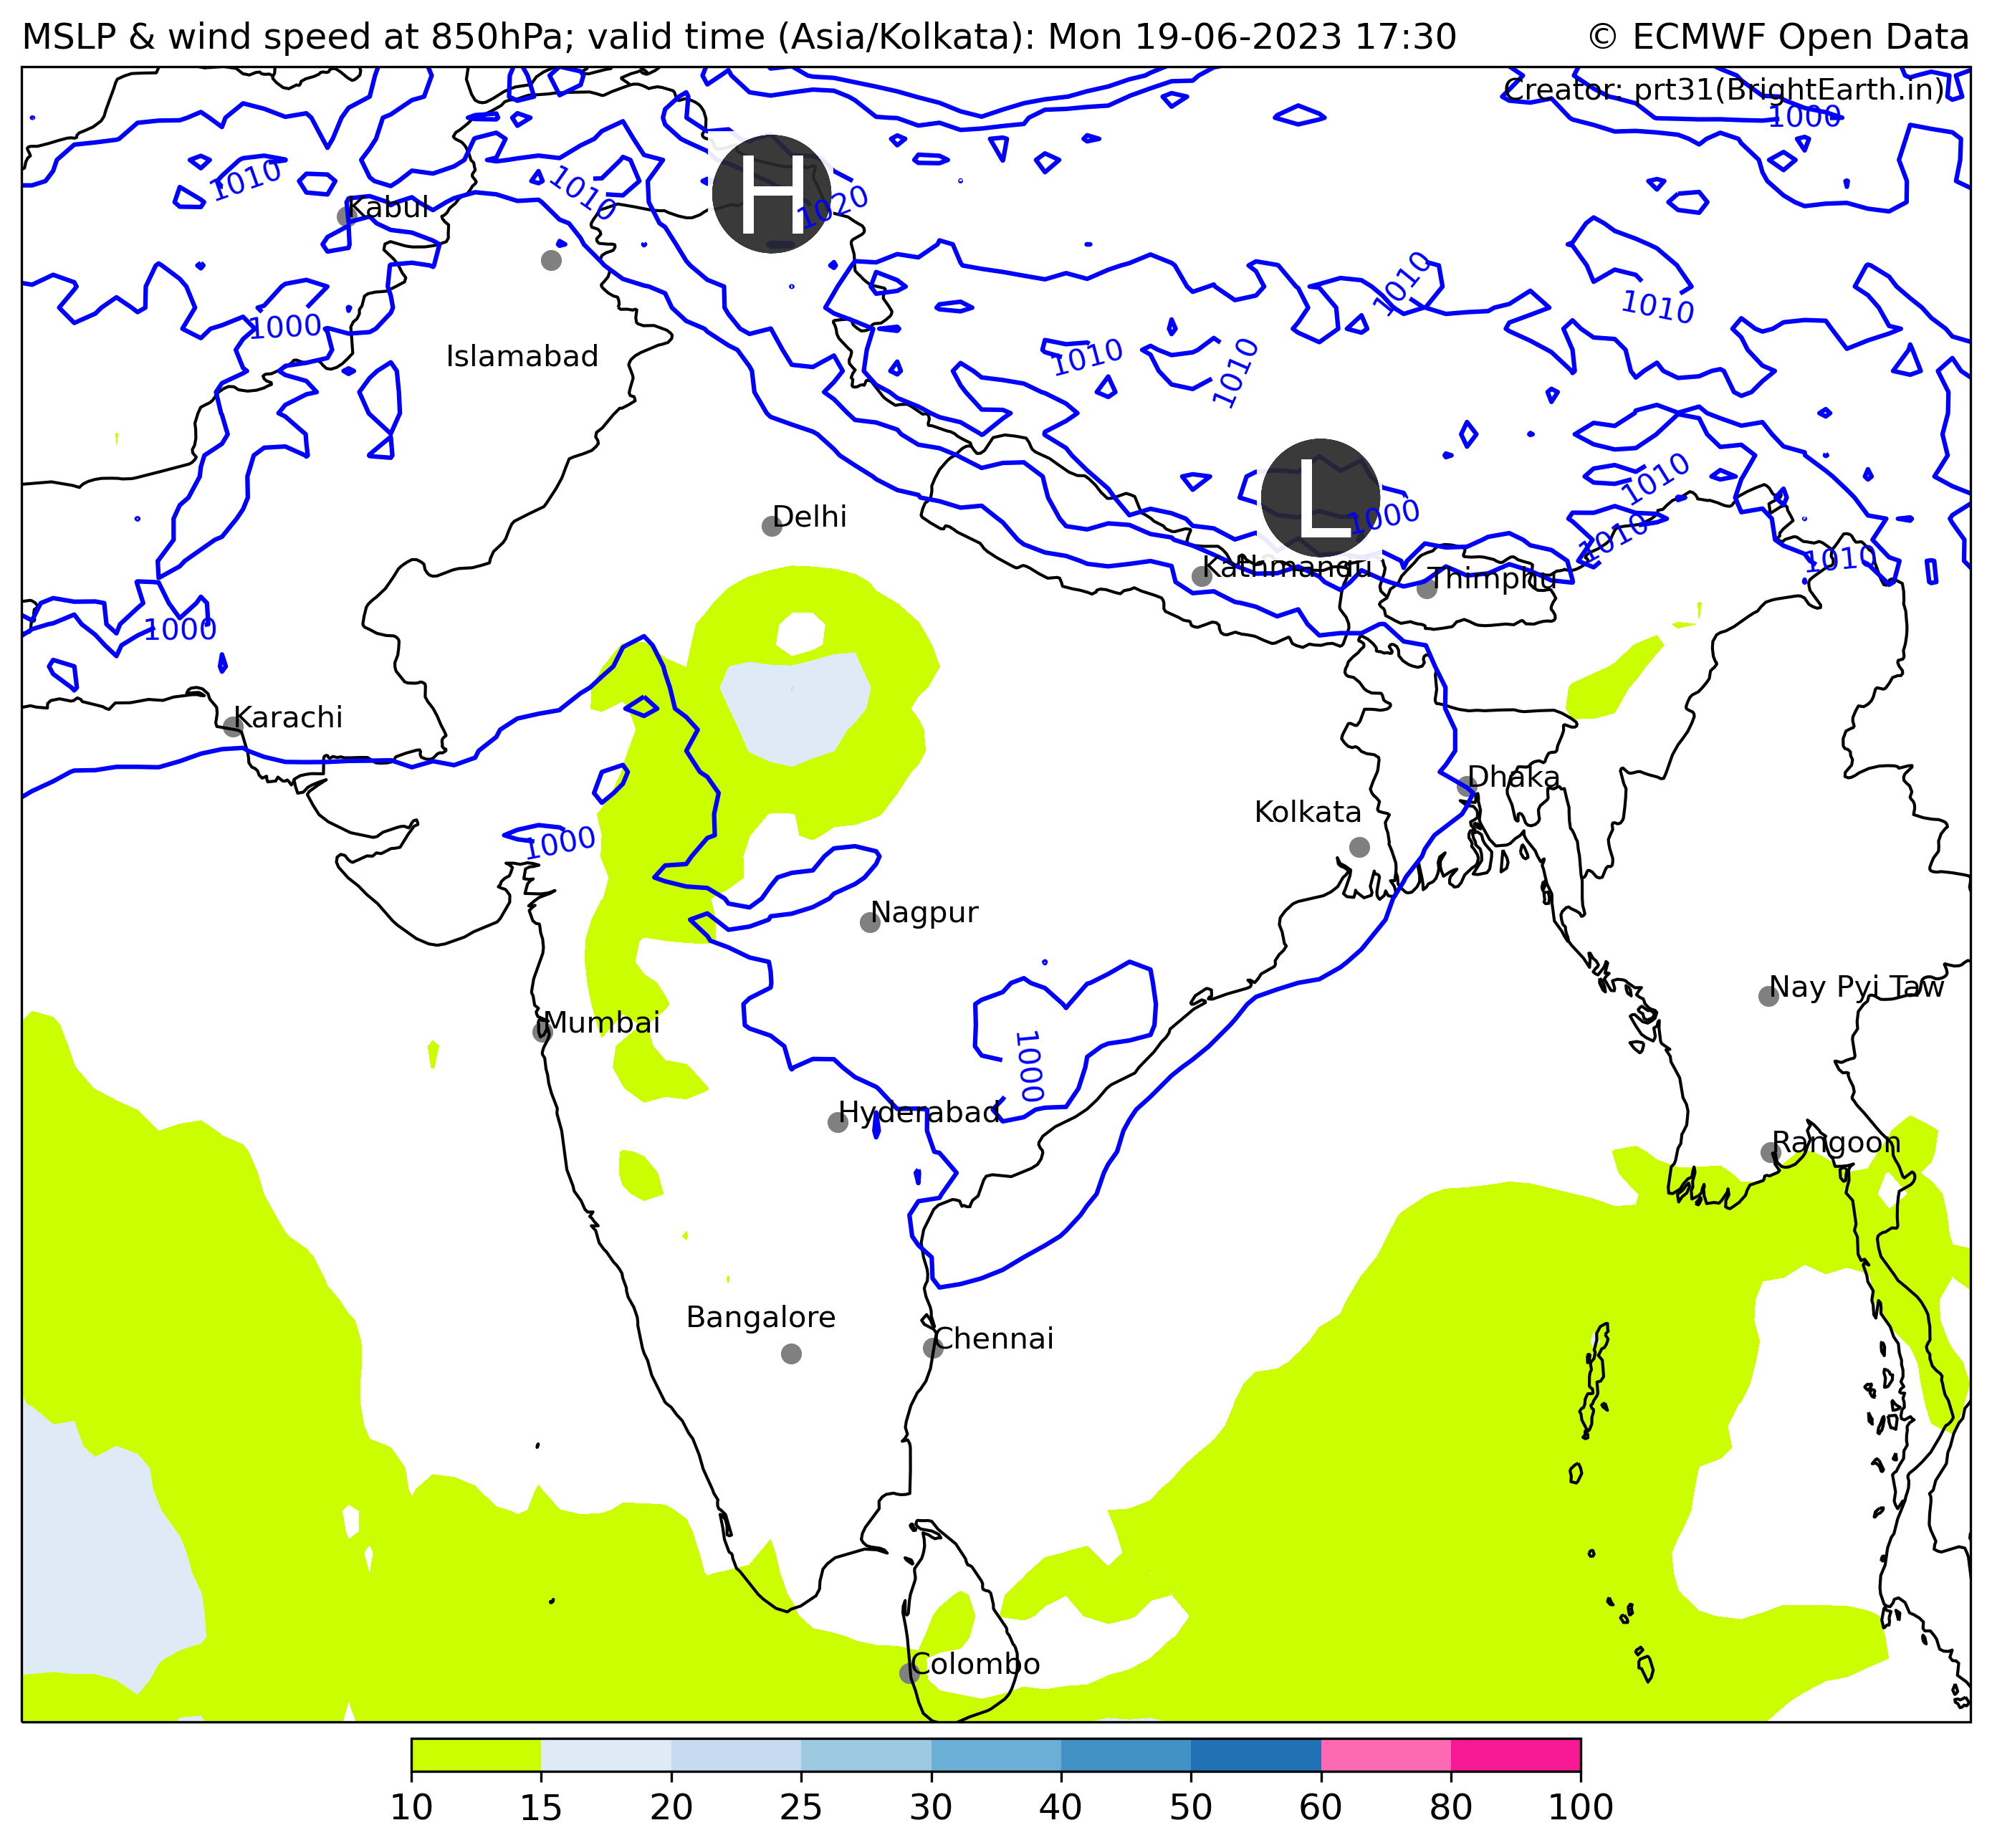 MSLP & wind speed at 850hPa; valid time (Asia/Kolkata): Mon 19-06-2023 17:30 © ECMWF Open Data
Creator: prt31(BrightEarth.in)
1000
H
1010
1010
1020
Kabul
1010
1010
1000
Islamabad
1010
1010
L
1010
1000
Delhi
1010
1010
Kathmandu
Thimphu
1000
Karachi
Dhaka
Kolkata
1000
Nagpur
Nay Pyi Taw
Mumbai
1000
Hyderabad
Rangoon
Bangalore
Chennai
Colombo
10 15 20 25 30 40 50 60 80 100